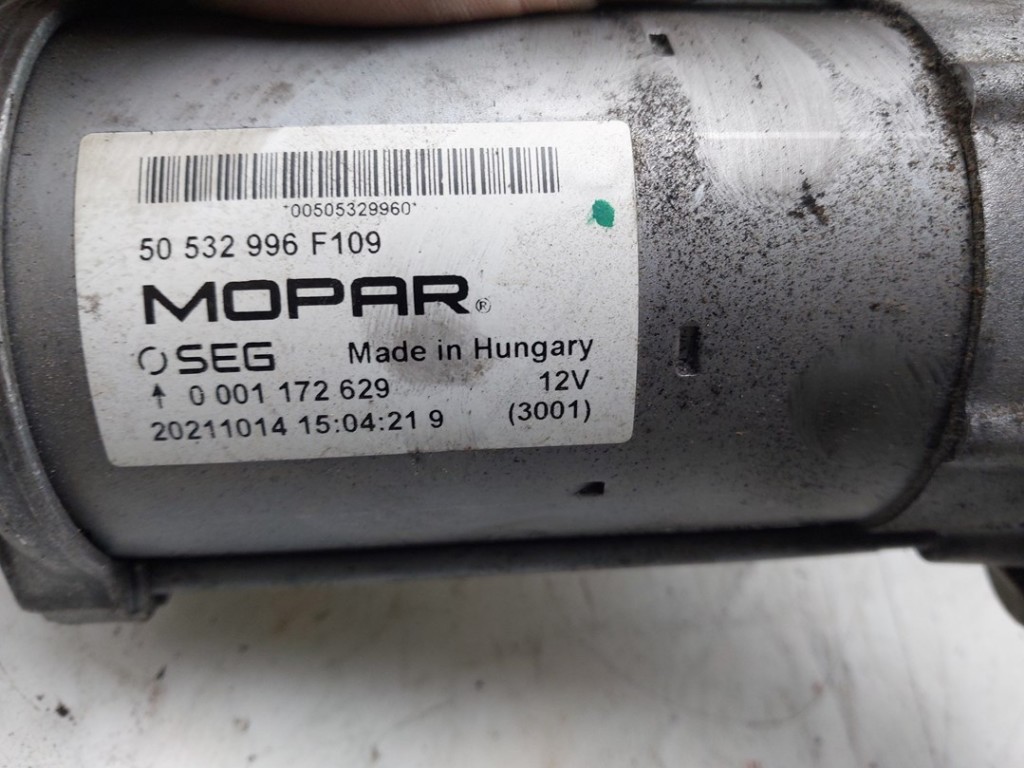 *00505329960*
50 532 996 F109
MOPAR®
SEG Made in Hungary
↑ 0 001 172 629 12V
20211014 15:04:21 9 (3001)